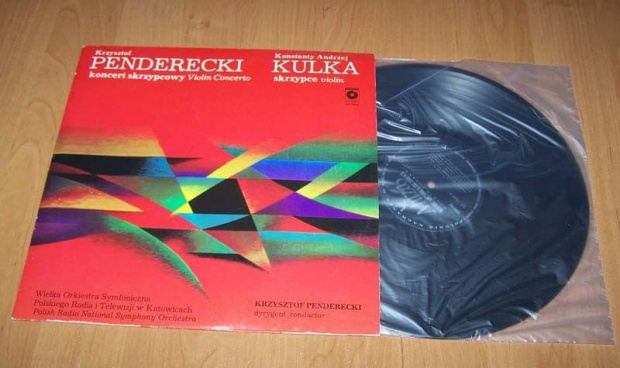 Krzysztof
PENDERECKI
koncert skrzypcowy Violin Concerto
Konstanty Andrzej
KULKA
skrzypce violin
Wielka Orkiestra Symfoniczna
Polskiego Radia i Telewizji w Katowicach
Polish Radio National Symphony Orchestra
KRZYSZTOF PENDERECKI
dyrygent conductor